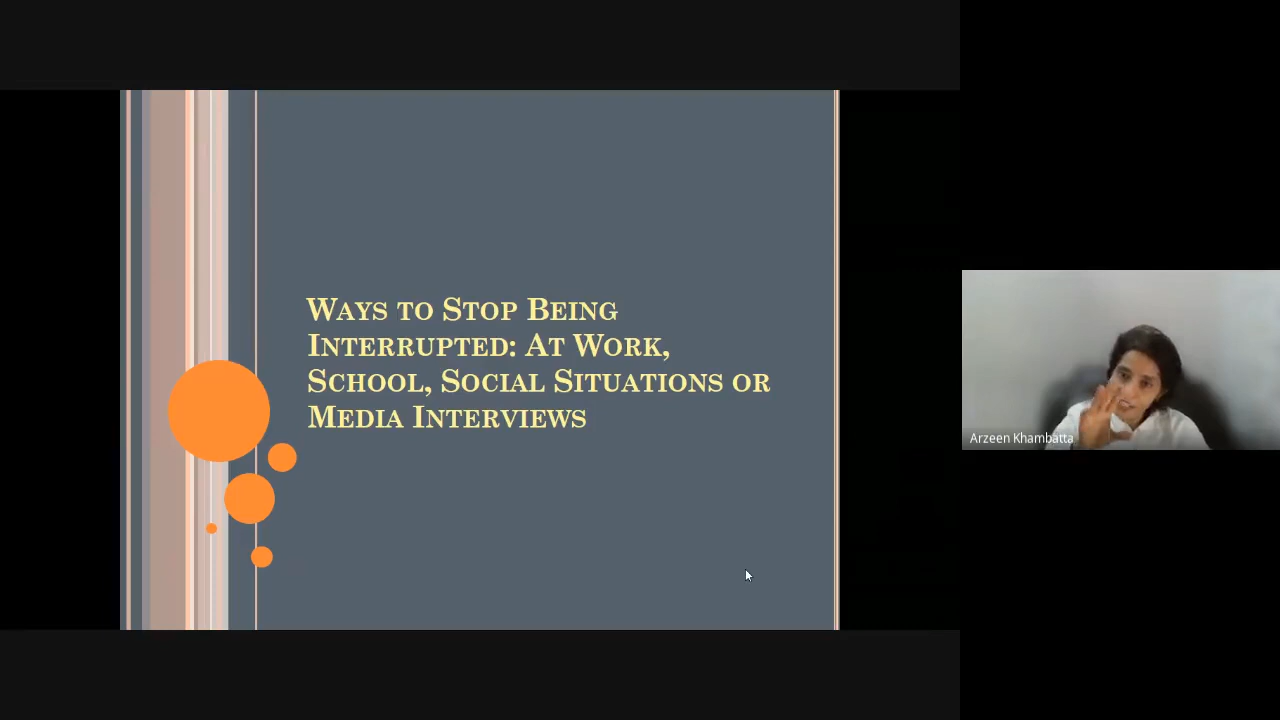 Ways to Stop Being
Interrupted: At Work,
School, Social Situations or
Media Interviews
Arzeen Khambatta